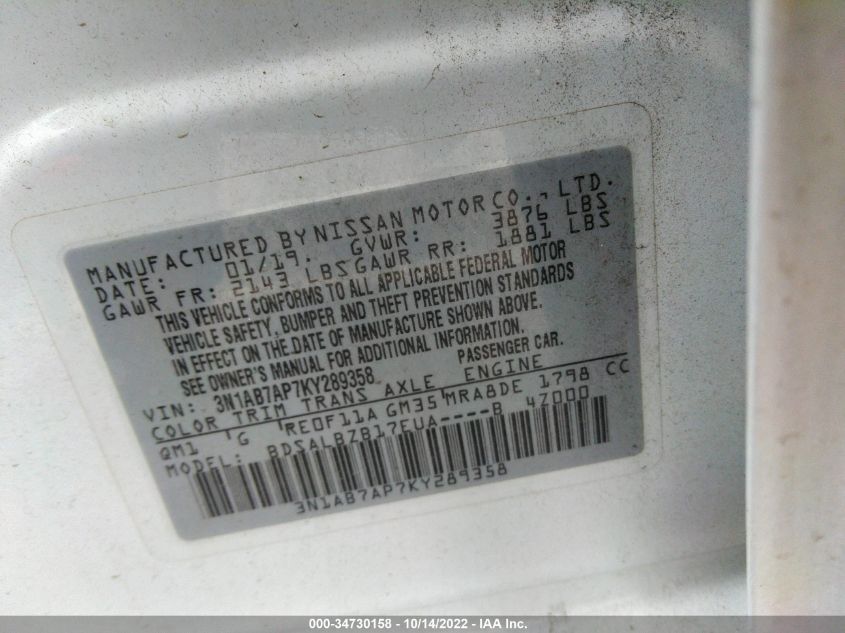 MANUFACTURED BY NISSAN MOTOR CO., LTD.
DATE: 01/19. GVWR: 3876 LBS
GAWR FR: 2143 LBS GAWR RR: 1881 LBS
THIS VEHICLE CONFORMS TO ALL APPLICABLE FEDERAL MOTOR
VEHICLE SAFETY, BUMPER AND THEFT PREVENTION STANDARDS
IN EFFECT ON THE DATE OF MANUFACTURE SHOWN ABOVE.
SEE OWNER'S MANUAL FOR ADDITIONAL INFORMATION.
VIN: 3N1AB7AP7KY289358 PASSENGER CAR.
COLOR TRIM TRANS AXLE ENGINE
QM1 'G 'RE0F11A GM35'MRA8DE 1798 CC
MODEL: BDSALBZB17EUA----B 4Z000
3N1AB7AP7KY289358
000-34730158 - 10/14/2022 - IAA Inc.